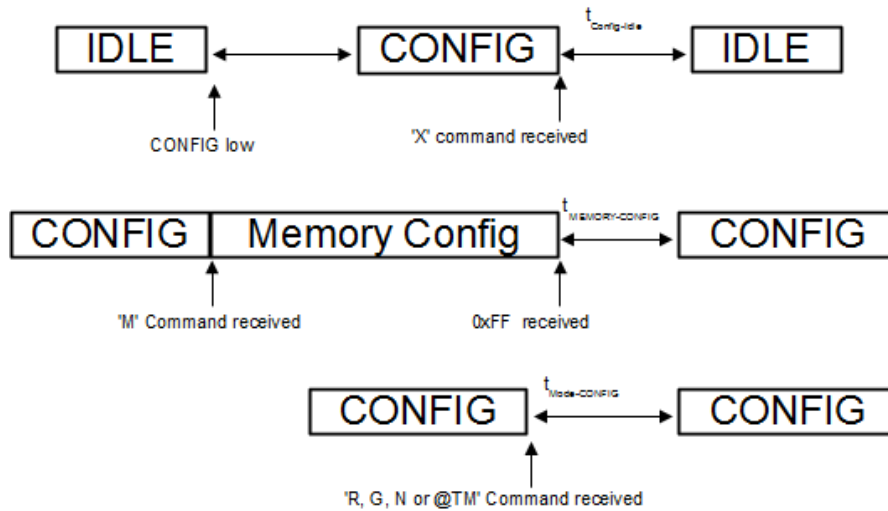 t Config-Idle
IDLE CONFIG IDLE
CONFIG low 'X' command received
t MEMORY-CONFIG
CONFIG Memory Config CONFIG
'M' Command received 0xFF received
t Mode-CONFIG
CONFIG CONFIG
'R, G, N or @TM' Command received